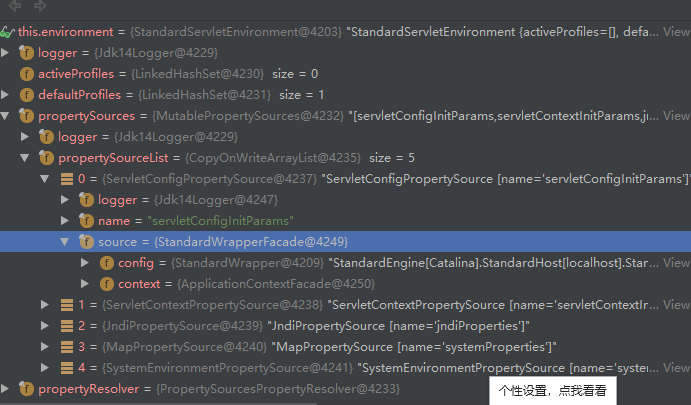 this.environment = {StandardServletEnvironment@4203} "StandardServletEnvironment {activeProfiles=[], defa... View
f logger = {Jdk14Logger@4229}
f activeProfiles = {LinkedHashSet@4230} size = 0
f defaultProfiles = {LinkedHashSet@4231} size = 1
f propertySources = {MutablePropertySources@4232} "[servletConfigInitParams,servletContextInitParams,ji... View
f logger = {Jdk14Logger@4229}
f propertySourceList = {CopyOnWriteArrayList@4235} size = 5
0 = {ServletConfigPropertySource@4237} "ServletConfigPropertySource [name='servletConfigInitParams']"
f logger = {Jdk14Logger@4247}
f name = "servletConfigInitParams"
f source = {StandardWrapperFacade@4249}
f config = {StandardWrapper@4209} "StandardEngine[Catalina].StandardHost[localhost].Star... View
f context = {ApplicationContextFacade@4250}
1 = {ServletContextPropertySource@4238} "ServletContextPropertySource [name='servletContextIr... View
2 = {JndiPropertySource@4239} "JndiPropertySource [name='jndiProperties']"
3 = {MapPropertySource@4240} "MapPropertySource [name='systemProperties']"
4 = {SystemEnvironmentPropertySource@4241} "SystemEnvironmentPropertySource [name='system... View
f propertyResolver = {PropertySourcesPropertyResolver@4233}
个性设置，点我看看